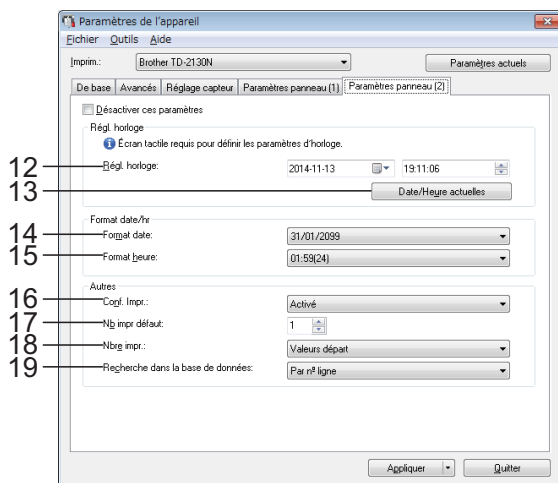 Paramètres de l'appareil
Fichier Outils Aide
Imprim.: Brother TD-2130N Paramètres actuels
De base Avancés Réglage capteur Paramètres panneau (1) Paramètres panneau (2)
Désactiver ces paramètres
Régl. horloge
Écran tactile requis pour définir les paramètres d'horloge.
12 Régl. horloge: 2014-11-13 19:11:06
13 Date/Heure actuelles
Format date/hr
14 Format date: 31/01/2099
15 Format heure: 01:59(24)
Autres
16 Conf. Impr.: Activé
17 Nb impr défaut: 1
18 Nbre impr.: Valeurs départ
19 Recherche dans la base de données: Par nº ligne
Appliquer Quitter